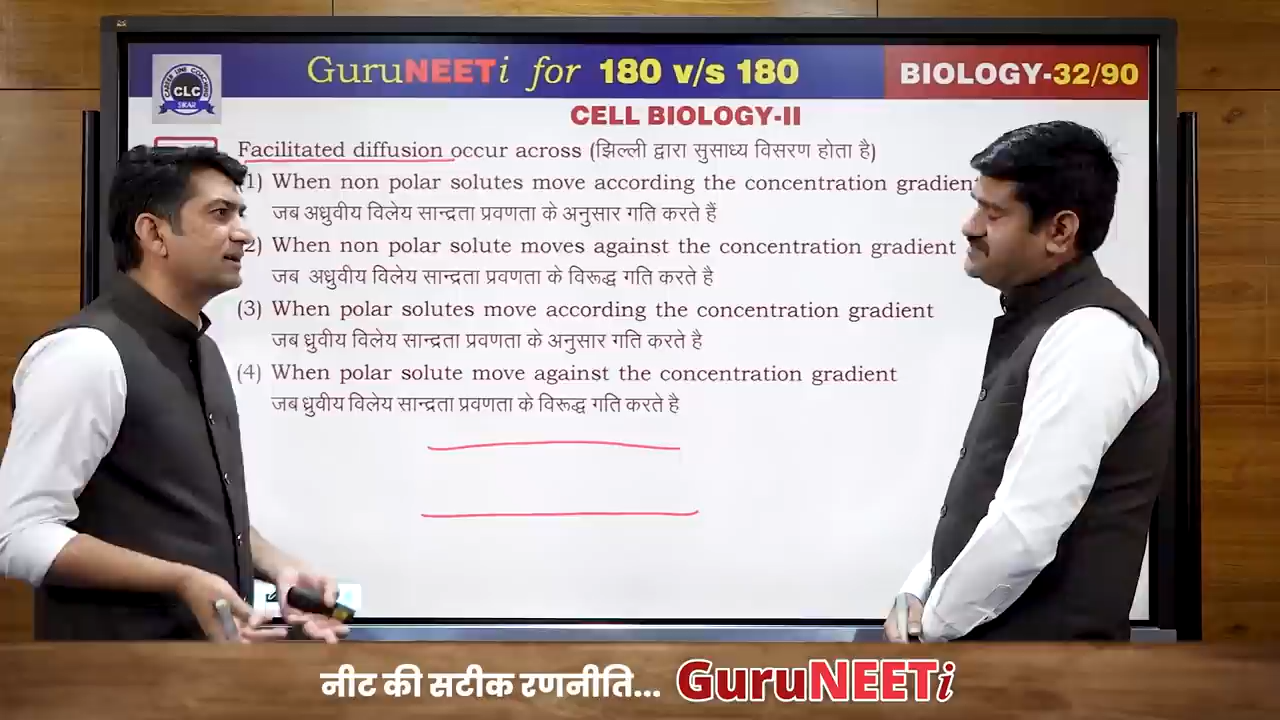 GuruNEETi for 180 v/s 180
BIOLOGY-32/90
CLC
SIKAR
CELL BIOLOGY-II
Facilitated diffusion occur across (झिल्ली द्वारा सुसाध्य विसरण होता है)
1) When non polar solutes move according the concentration gradien
जब अध्रुवीय विलेय सान्द्रता प्रवणता के अनुसार गति करते हैं
2) When non polar solute moves against the concentration gradient
जब अध्रुवीय विलेय सान्द्रता प्रवणता के विरूद्ध गति करते है
(3) When polar solutes move according the concentration gradient
जब ध्रुवीय विलेय सान्द्रता प्रवणता के अनुसार गति करते है
(4) When polar solute move against the concentration gradient
जब ध्रुवीय विलेय सान्द्रता प्रवणता के विरूद्ध गति करते है
नीट की सटीक रणनीति... GuruNEETi